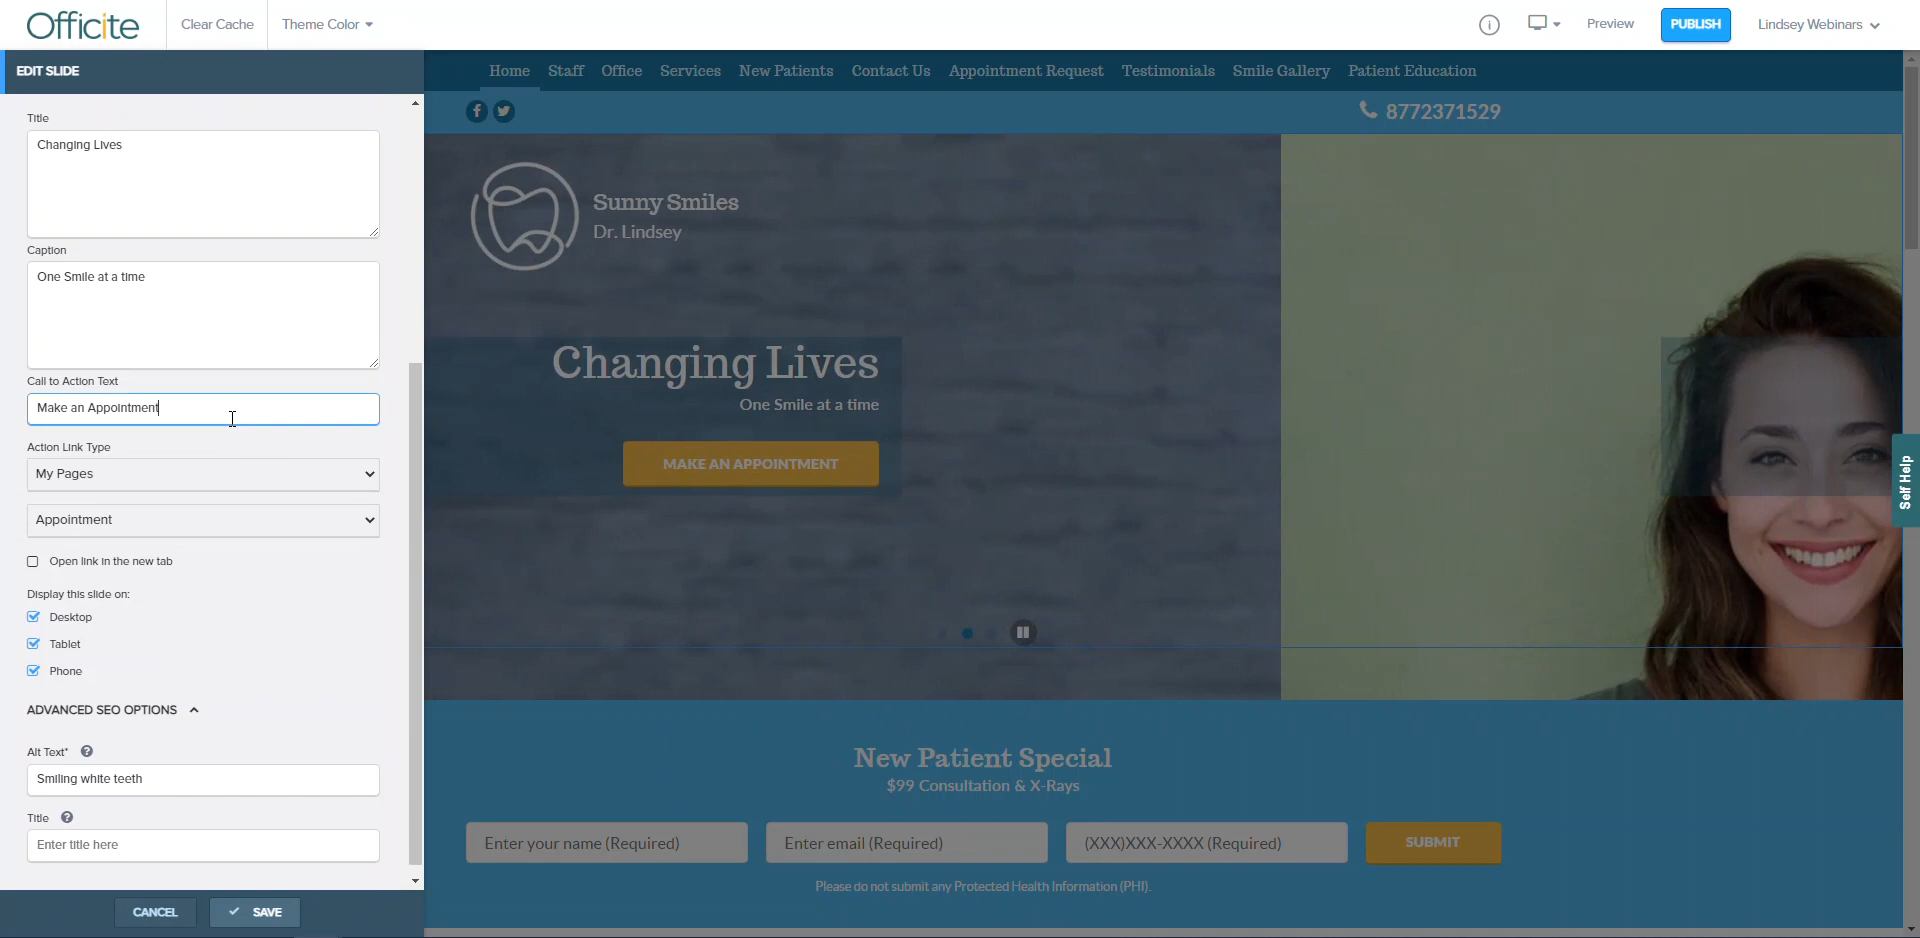 Officite
Clear Cache
Theme Color
Preview
PUBLISH
Lindsey Webinars
EDIT SLIDE
Title
Changing Lives
Caption
One Smile at a time
Call to Action Text
Make an Appointment
Action Link Type
My Pages
Appointment
Open link in the new tab
Display this slide on:
Desktop
Tablet
Phone
ADVANCED SEO OPTIONS
Alt Text*
Smiling white teeth
Title
Enter title here
CANCEL
SAVE
Home Staff Office Services New Patients Contact Us Appointment Request Testimonials Smile Gallery Patient Education
8772371529
Sunny Smiles
Dr. Lindsey
Changing Lives
One Smile at a time
MAKE AN APPOINTMENT
Self Help
New Patient Special
$99 Consultation & X-Rays
Enter your name (Required)
Enter email (Required)
(XXX)XXX-XXXX (Required)
SUBMIT
Please do not submit any Protected Health Information (PHI).